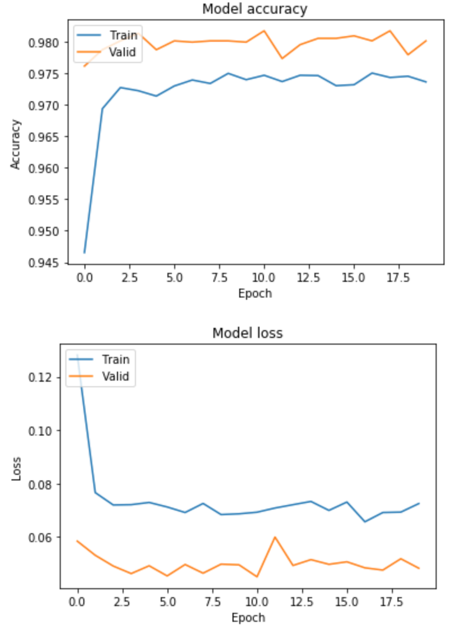 Model accuracy
Train
Valid
0.980
0.975
0.970
0.965
0.960
0.955
0.950
0.945
Accuracy
0.0 2.5 5.0 7.5 10.0 12.5 15.0 17.5
Epoch
Model loss
Train
Valid
0.12
0.10
0.08
0.06
Loss
0.0 2.5 5.0 7.5 10.0 12.5 15.0 17.5
Epoch